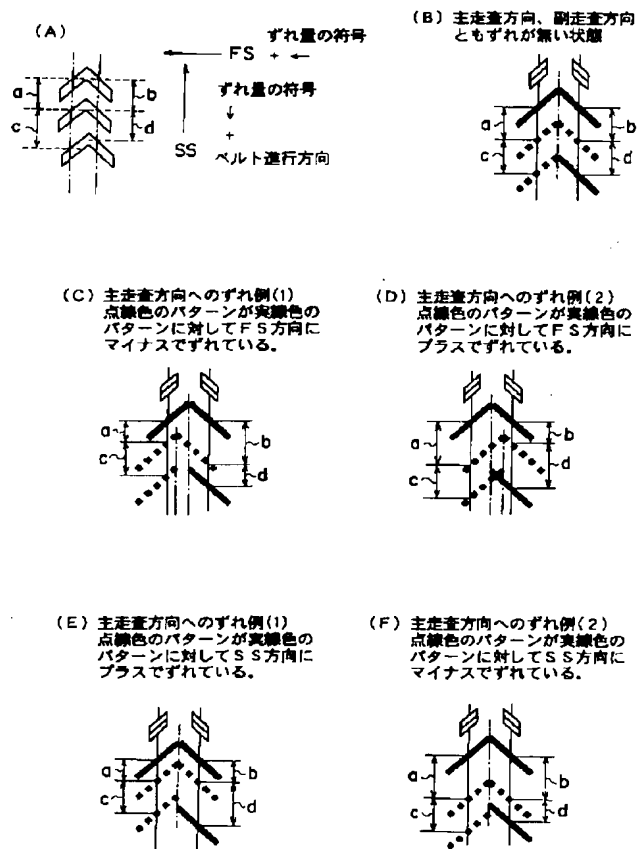 (A)
FS
ずれ量の符号
+ ←
ずれ量の符号
↓
+
SS
ベルト進行方向
a
b
c
d
(B) 主走査方向、副走査方向
ともずれが無い状態
a
b
c
d
(C) 主走査方向へのずれ例(1)
点線色のパターンが実線色の
パターンに対してFS方向に
マイナスでずれている。
a
b
c
d
(D) 主走査方向へのずれ例(2)
点線色のパターンが実線色の
パターンに対してFS方向に
プラスでずれている。
a
b
c
d
(E) 主走査方向へのずれ例(1)
点線色のパターンが実線色の
パターンに対してSS方向に
プラスでずれている。
a
b
c
d
(F) 主走査方向へのずれ例(2)
点線色のパターンが実線色の
パターンに対してSS方向に
マイナスでずれている。
a
b
c
d